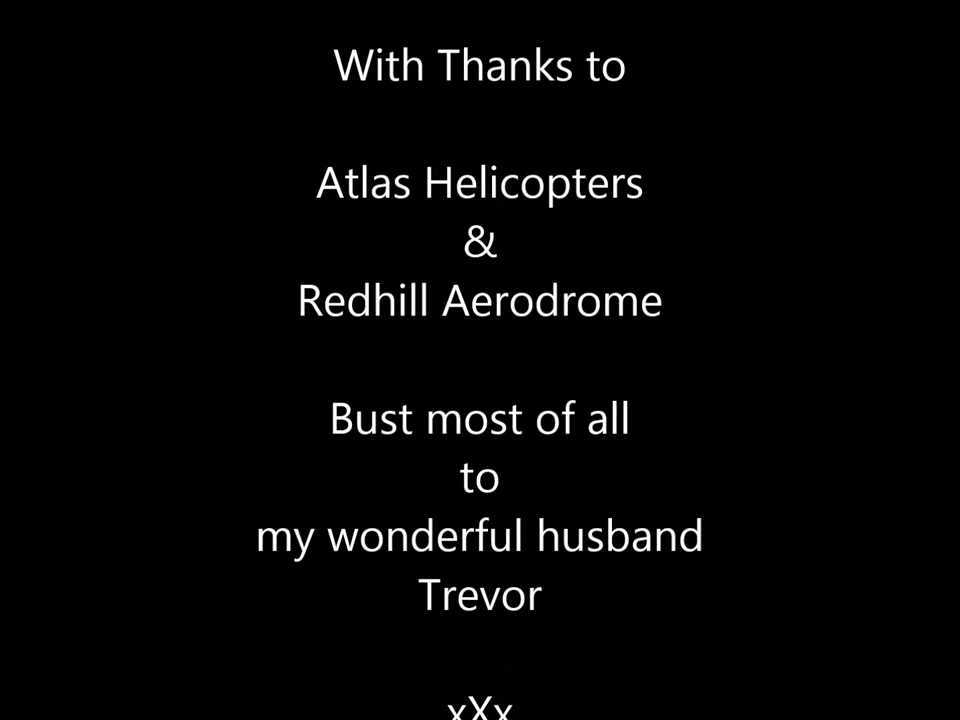 With Thanks to
Atlas Helicopters
&
Redhill Aerodrome
Bust most of all
to
my wonderful husband
Trevor
xXx